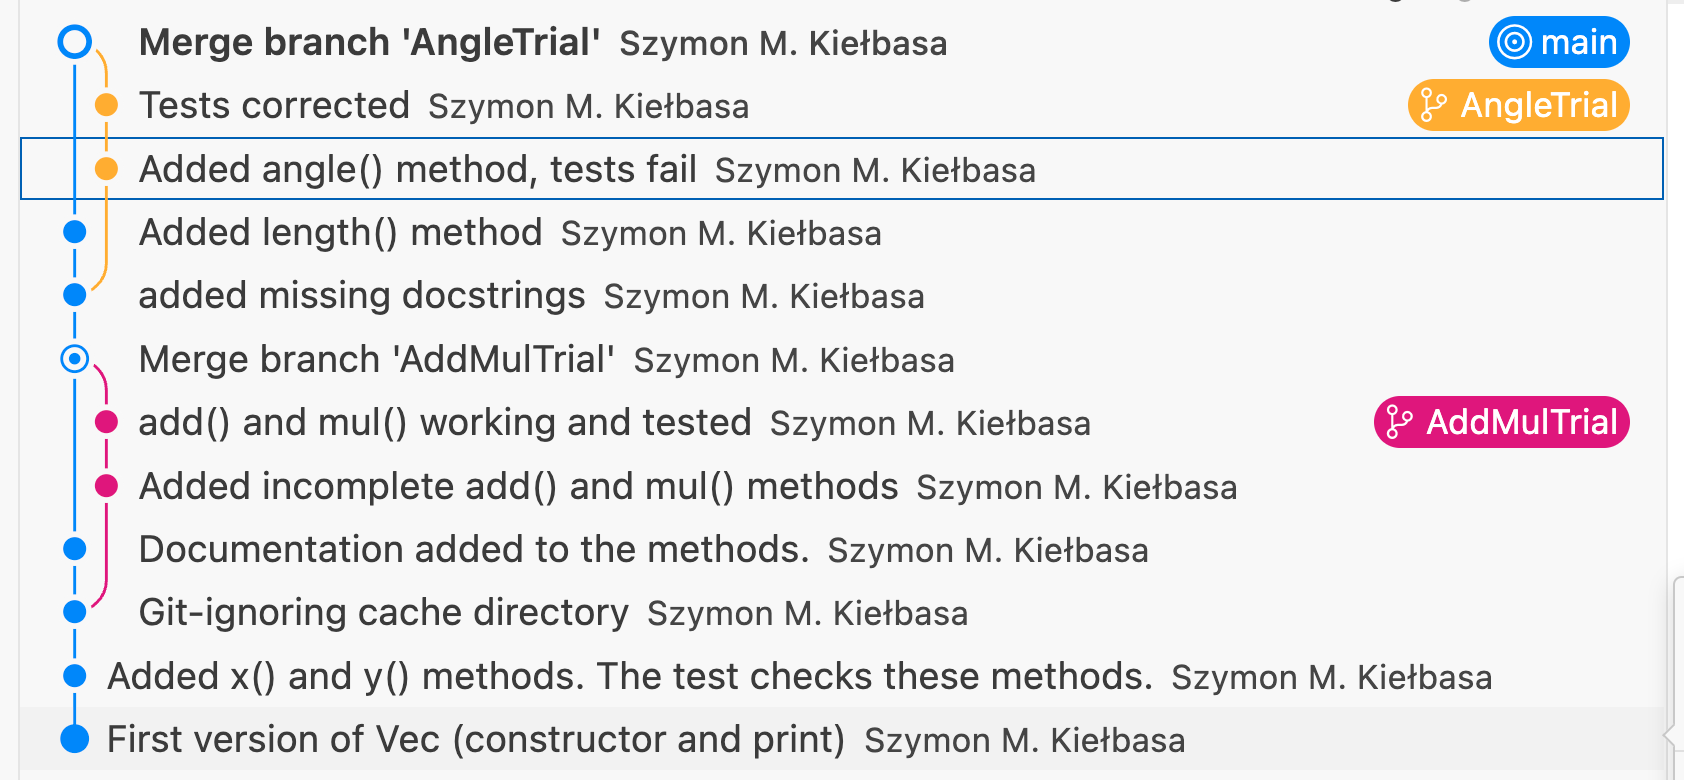 Merge branch 'AngleTrial' Szymon M. Kiełbasa main
Tests corrected Szymon M. Kiełbasa AngleTrial
Added angle() method, tests fail Szymon M. Kiełbasa
Added length() method Szymon M. Kiełbasa
added missing docstrings Szymon M. Kiełbasa
Merge branch 'AddMulTrial' Szymon M. Kiełbasa
add() and mul() working and tested Szymon M. Kiełbasa AddMulTrial
Added incomplete add() and mul() methods Szymon M. Kiełbasa
Documentation added to the methods. Szymon M. Kiełbasa
Git-ignoring cache directory Szymon M. Kiełbasa
Added x() and y() methods. The test checks these methods. Szymon M. Kiełbasa
First version of Vec (constructor and print) Szymon M. Kiełbasa